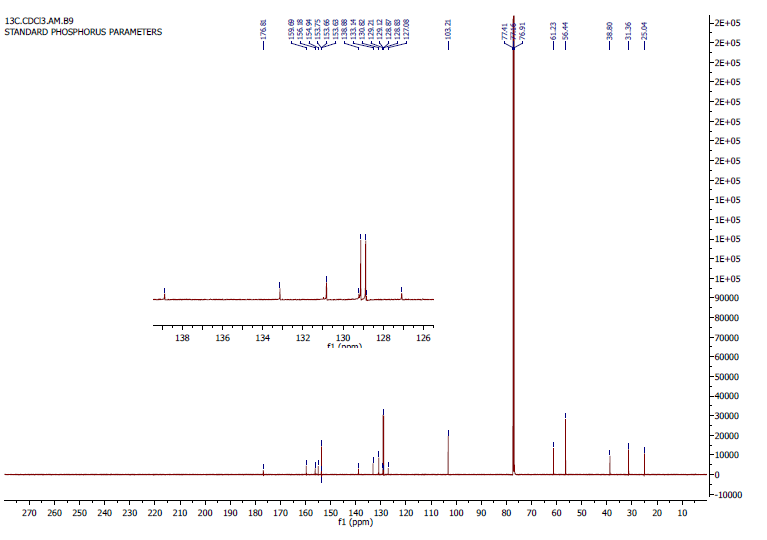 13C.CDCl3.AM.B9
STANDARD PHOSPHORUS PARAMETERS
176.81
159.69
156.18
154.94
153.75
153.66
153.63
138.88
133.14
130.82
129.21
129.12
128.87
128.83
127.08
103.21
77.41
77.16
76.91
61.23
56.44
38.80
31.36
25.04
2E+05
2E+05
2E+05
2E+05
2E+05
2E+05
2E+05
2E+05
2E+05
1E+05
1E+05
1E+05
1E+05
1E+05
90000
80000
70000
60000
50000
40000
30000
20000
10000
0
-10000
138 136 134 132 130 128 126
f1 (ppm)
270 260 250 240 230 220 210 200 190 180 170 160 150 140 130 120 110 100 90 80 70 60 50 40 30 20 10
f1 (ppm)